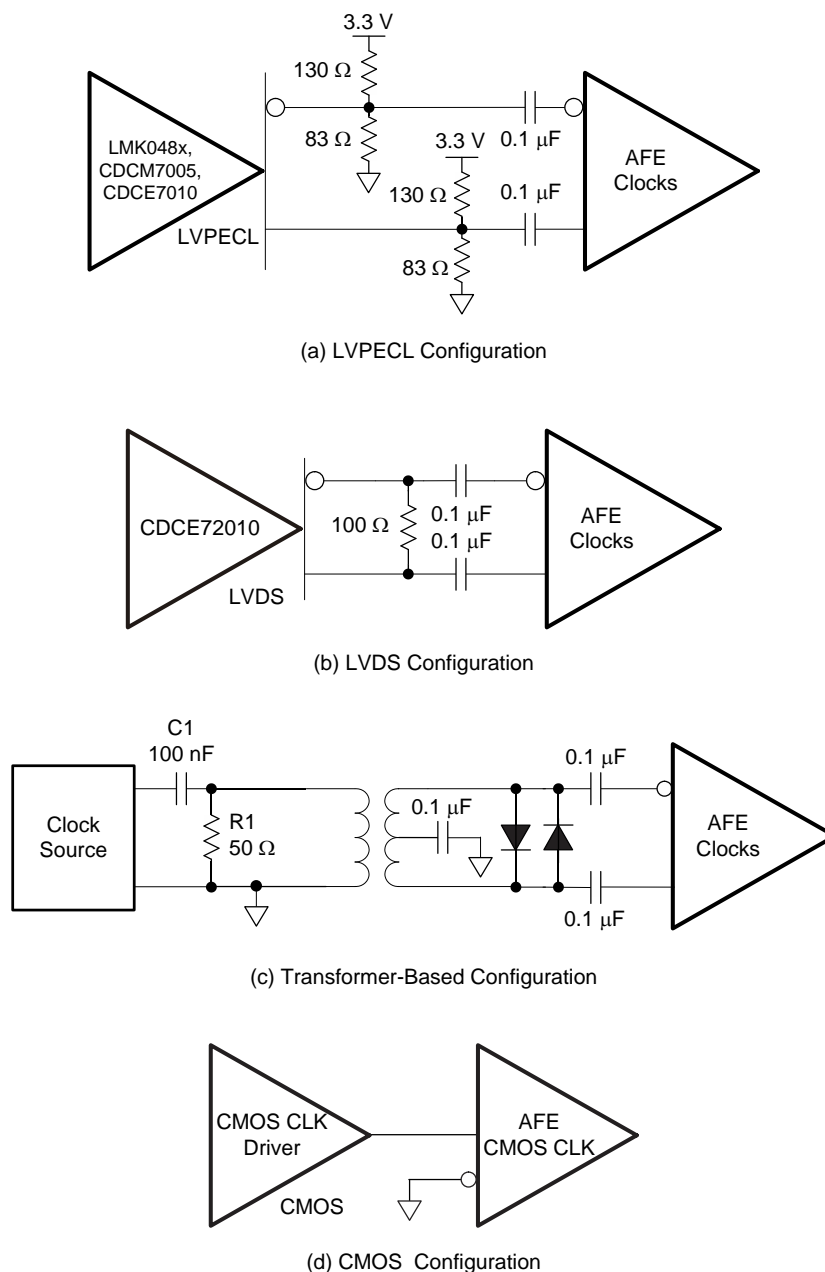 3.3 V
130 Ω
83 Ω
LMK048x,
CDCM7005,
CDCE7010
3.3 V
130 Ω
83 Ω
0.1 μF
0.1 μF
AFE
Clocks
LVPECL
(a) LVPECL Configuration
CDCE72010
100 Ω
0.1 μF
0.1 μF
AFE
Clocks
LVDS
(b) LVDS Configuration
C1
100 nF
Clock
Source
R1
50 Ω
0.1 μF
0.1 μF
0.1 μF
AFE
Clocks
(c) Transformer-Based Configuration
CMOS CLK
Driver
CMOS
AFE
CMOS CLK
(d) CMOS Configuration